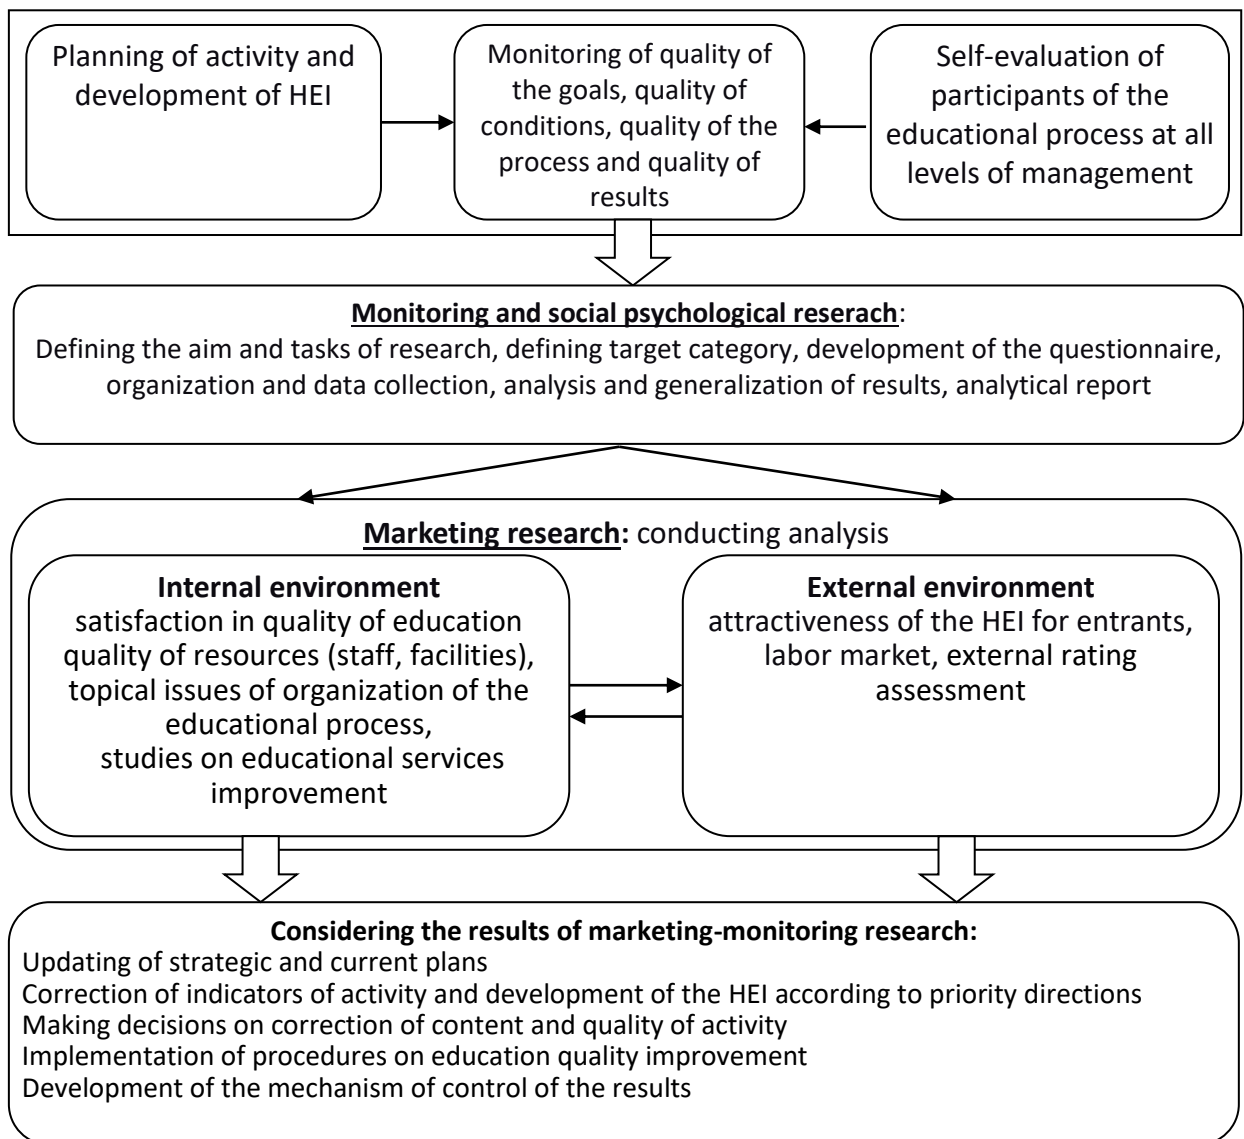 Planning of activity and
development of HEI
Monitoring of quality of
the goals, quality of
conditions, quality of the
process and quality of
results
Self-evaluation of
participants of the
educational process at all
levels of management
Monitoring and social psychological reserach:
Defining the aim and tasks of research, defining target category, development of the questionnaire,
organization and data collection, analysis and generalization of results, analytical report
Marketing research: conducting analysis
Internal environment
satisfaction in quality of education
quality of resources (staff, facilities),
topical issues of organization of the
educational process,
studies on educational services
improvement
External environment
attractiveness of the HEI for entrants,
labor market, external rating
assessment
Considering the results of marketing-monitoring research:
Updating of strategic and current plans
Correction of indicators of activity and development of the HEI according to priority directions
Making decisions on correction of content and quality of activity
Implementation of procedures on education quality improvement
Development of the mechanism of control of the results